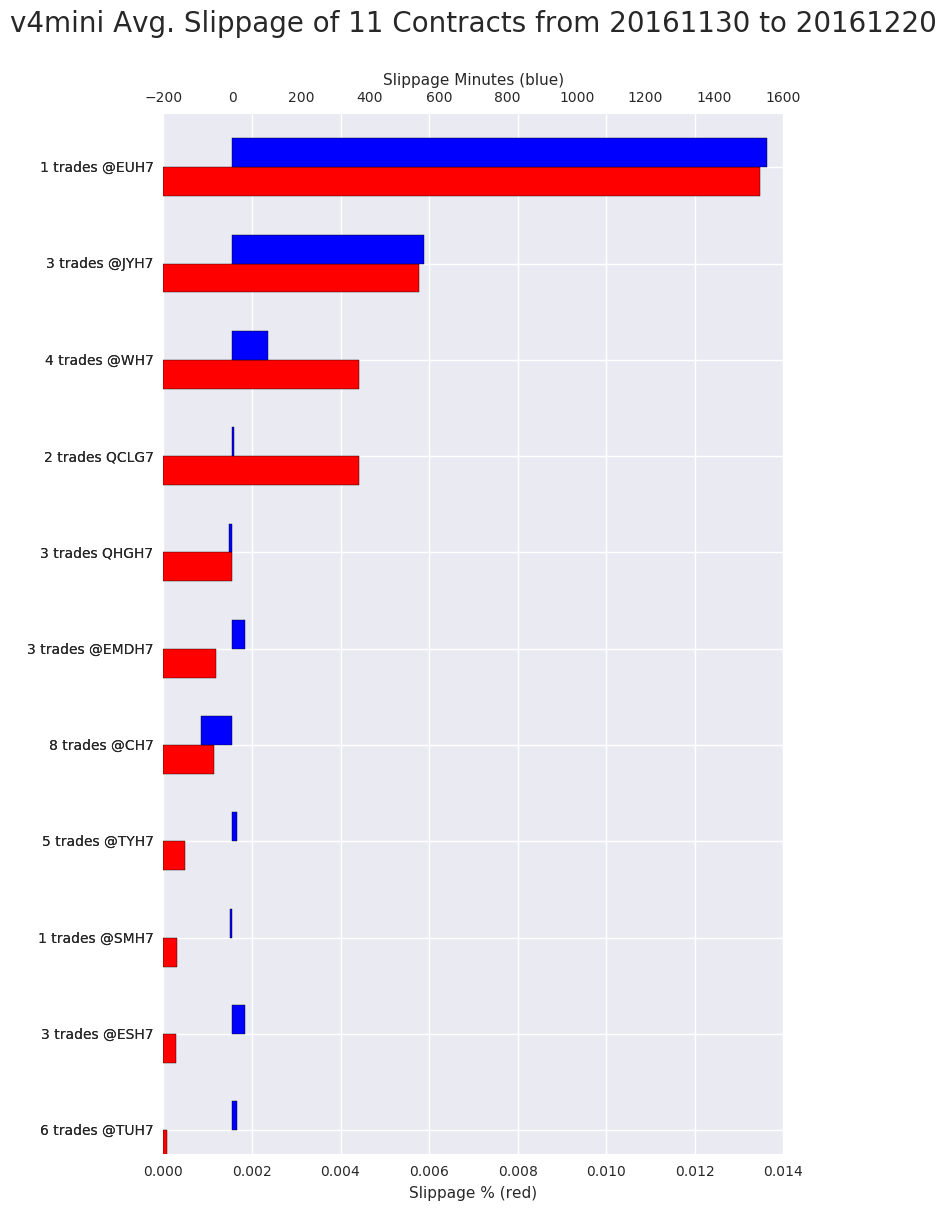 v4mini Avg. Slippage of 11 Contracts from 20161130 to 20161220
Slippage Minutes (blue)
−200 0 200 400 600 800 1000 1200 1400 1600
1 trades @EUH7
3 trades @JYH7
4 trades @WH7
2 trades QCLG7
3 trades QHGH7
3 trades @EMDH7
8 trades @CH7
5 trades @TYH7
1 trades @SMH7
3 trades @ESH7
6 trades @TUH7
0.000 0.002 0.004 0.006 0.008 0.010 0.012 0.014
Slippage % (red)